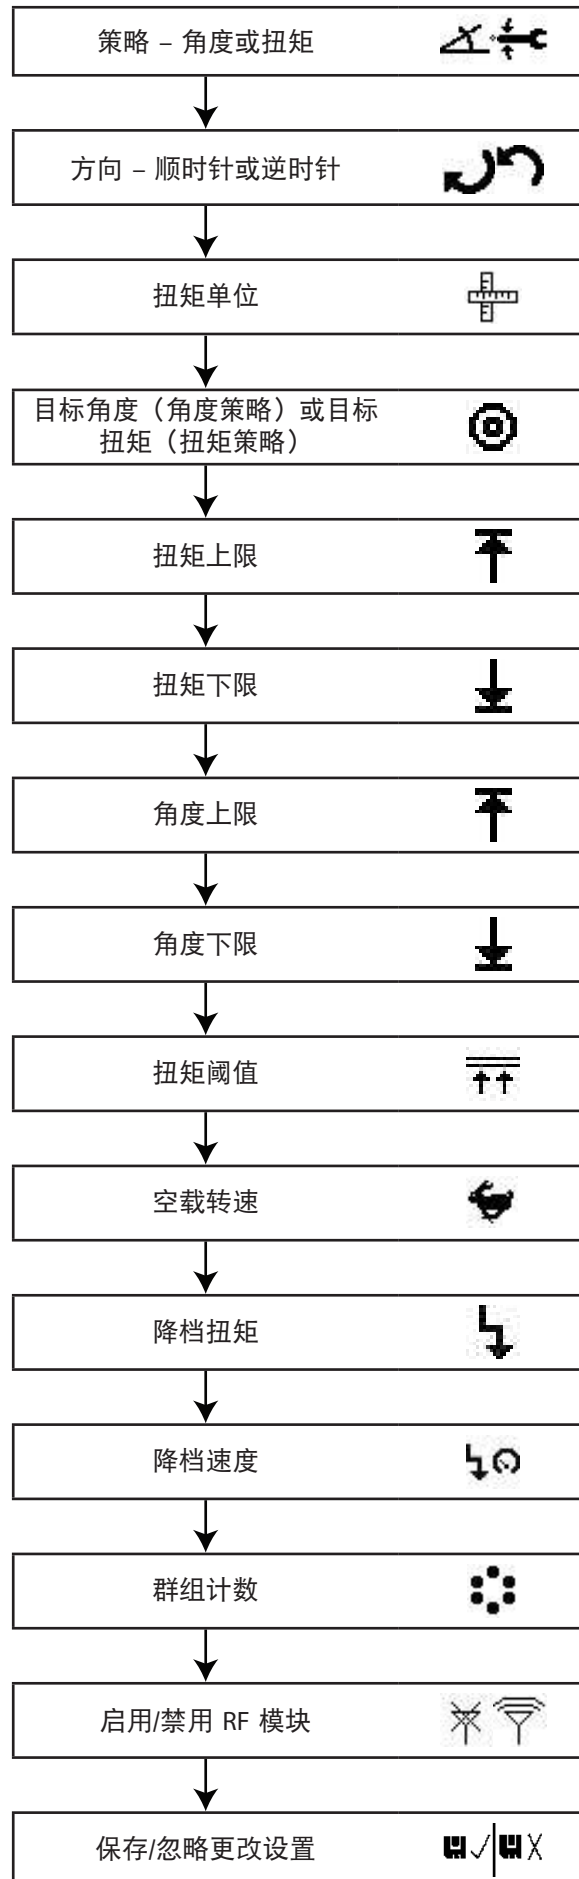 策略 – 角度或扭矩
方向 – 顺时针或逆时针
扭矩单位
目标角度（角度策略）或目标
扭矩（扭矩策略）
扭矩上限
扭矩下限
角度上限
角度下限
扭矩阈值
空载转速
降档扭矩
降档速度
群组计数
启用/禁用 RF 模块
保存/忽略更改设置